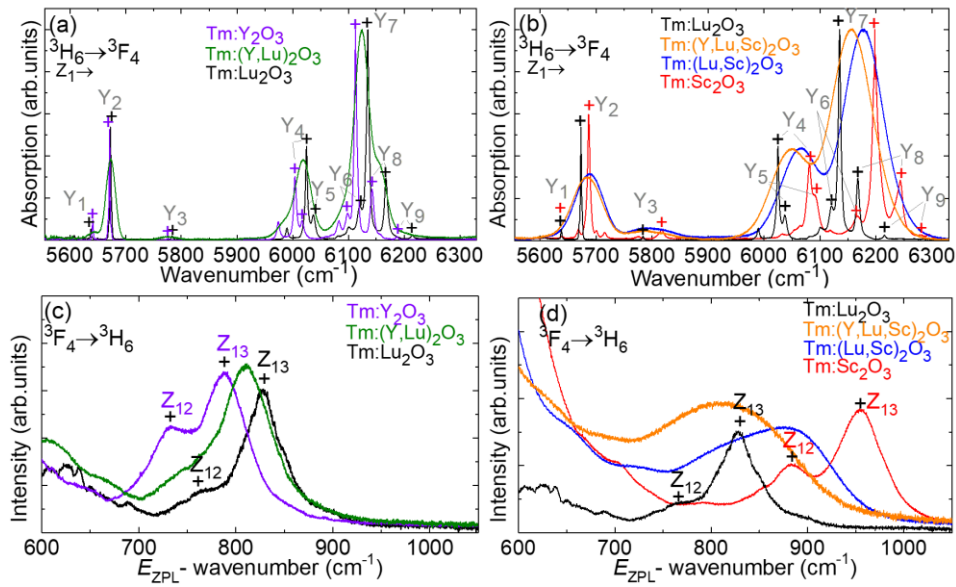 (a)
³H₆→³F₄
Z₁→
Tm:Y₂O₃
Tm:(Y,Lu)₂O₃
Tm:Lu₂O₃
Y₁
Y₂
Y₃
Y₄
Y₅
Y₆
Y₇
Y₈
Y₉
Absorption (arb.units)
5600 5700 5800 5900 6000 6100 6200 6300
Wavenumber (cm⁻¹)
(b)
³H₆→³F₄
Z₁→
Tm:Lu₂O₃
Tm:(Y,Lu,Sc)₂O₃
Tm:(Lu,Sc)₂O₃
Tm:Sc₂O₃
Y₁
Y₂
Y₃
Y₄
Y₅
Y₆
Y₇
Y₈
Y₉
Absorption (arb.units)
5600 5700 5800 5900 6000 6100 6200 6300
Wavenumber (cm⁻¹)
(c)
³F₄→³H₆
Tm:Y₂O₃
Tm:(Y,Lu)₂O₃
Tm:Lu₂O₃
Z₁₂
Z₁₃
Z₁₃
Z₁₂
Intensity (arb.units)
600 700 800 900 1000
E_ZPL- wavenumber (cm⁻¹)
(d)
³F₄→³H₆
Tm:Lu₂O₃
Tm:(Y,Lu,Sc)₂O₃
Tm:(Lu,Sc)₂O₃
Tm:Sc₂O₃
Z₁₃
Z₁₃
Z₁₂
Z₁₂
Intensity (arb.units)
600 700 800 900 1000
E_ZPL- wavenumber (cm⁻¹)